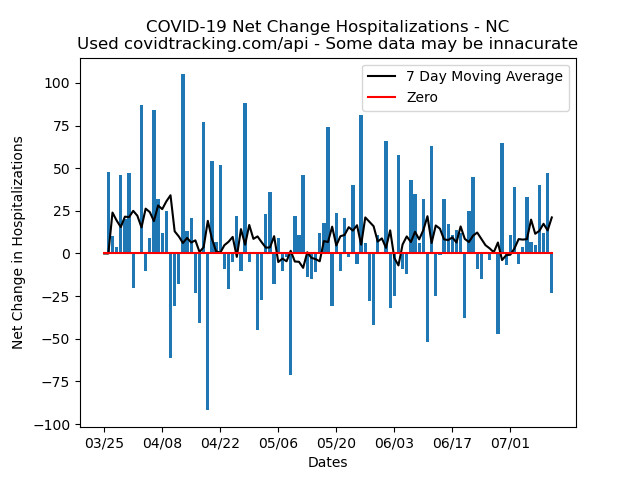 COVID-19 Net Change Hospitalizations - NC
Used covidtracking.com/api - Some data may be innacurate
7 Day Moving Average
Zero
Net Change in Hospitalizations
100
75
50
25
0
−25
−50
−75
−100
03/25 04/08 04/22 05/06 05/20 06/03 06/17 07/01
Dates